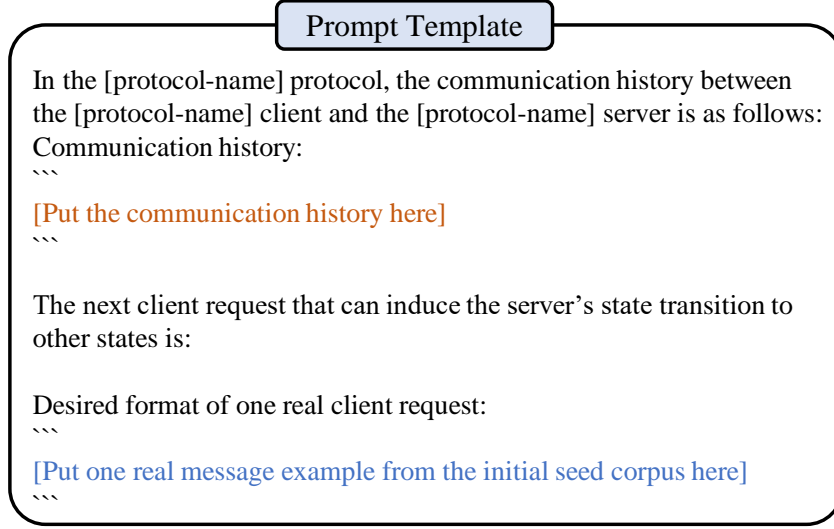 Prompt Template
In the [protocol-name] protocol, the communication history between
the [protocol-name] client and the [protocol-name] server is as follows:
Communication history:
```
[Put the communication history here]
```
The next client request that can induce the server’s state transition to
other states is:
Desired format of one real client request:
```
[Put one real message example from the initial seed corpus here]
```